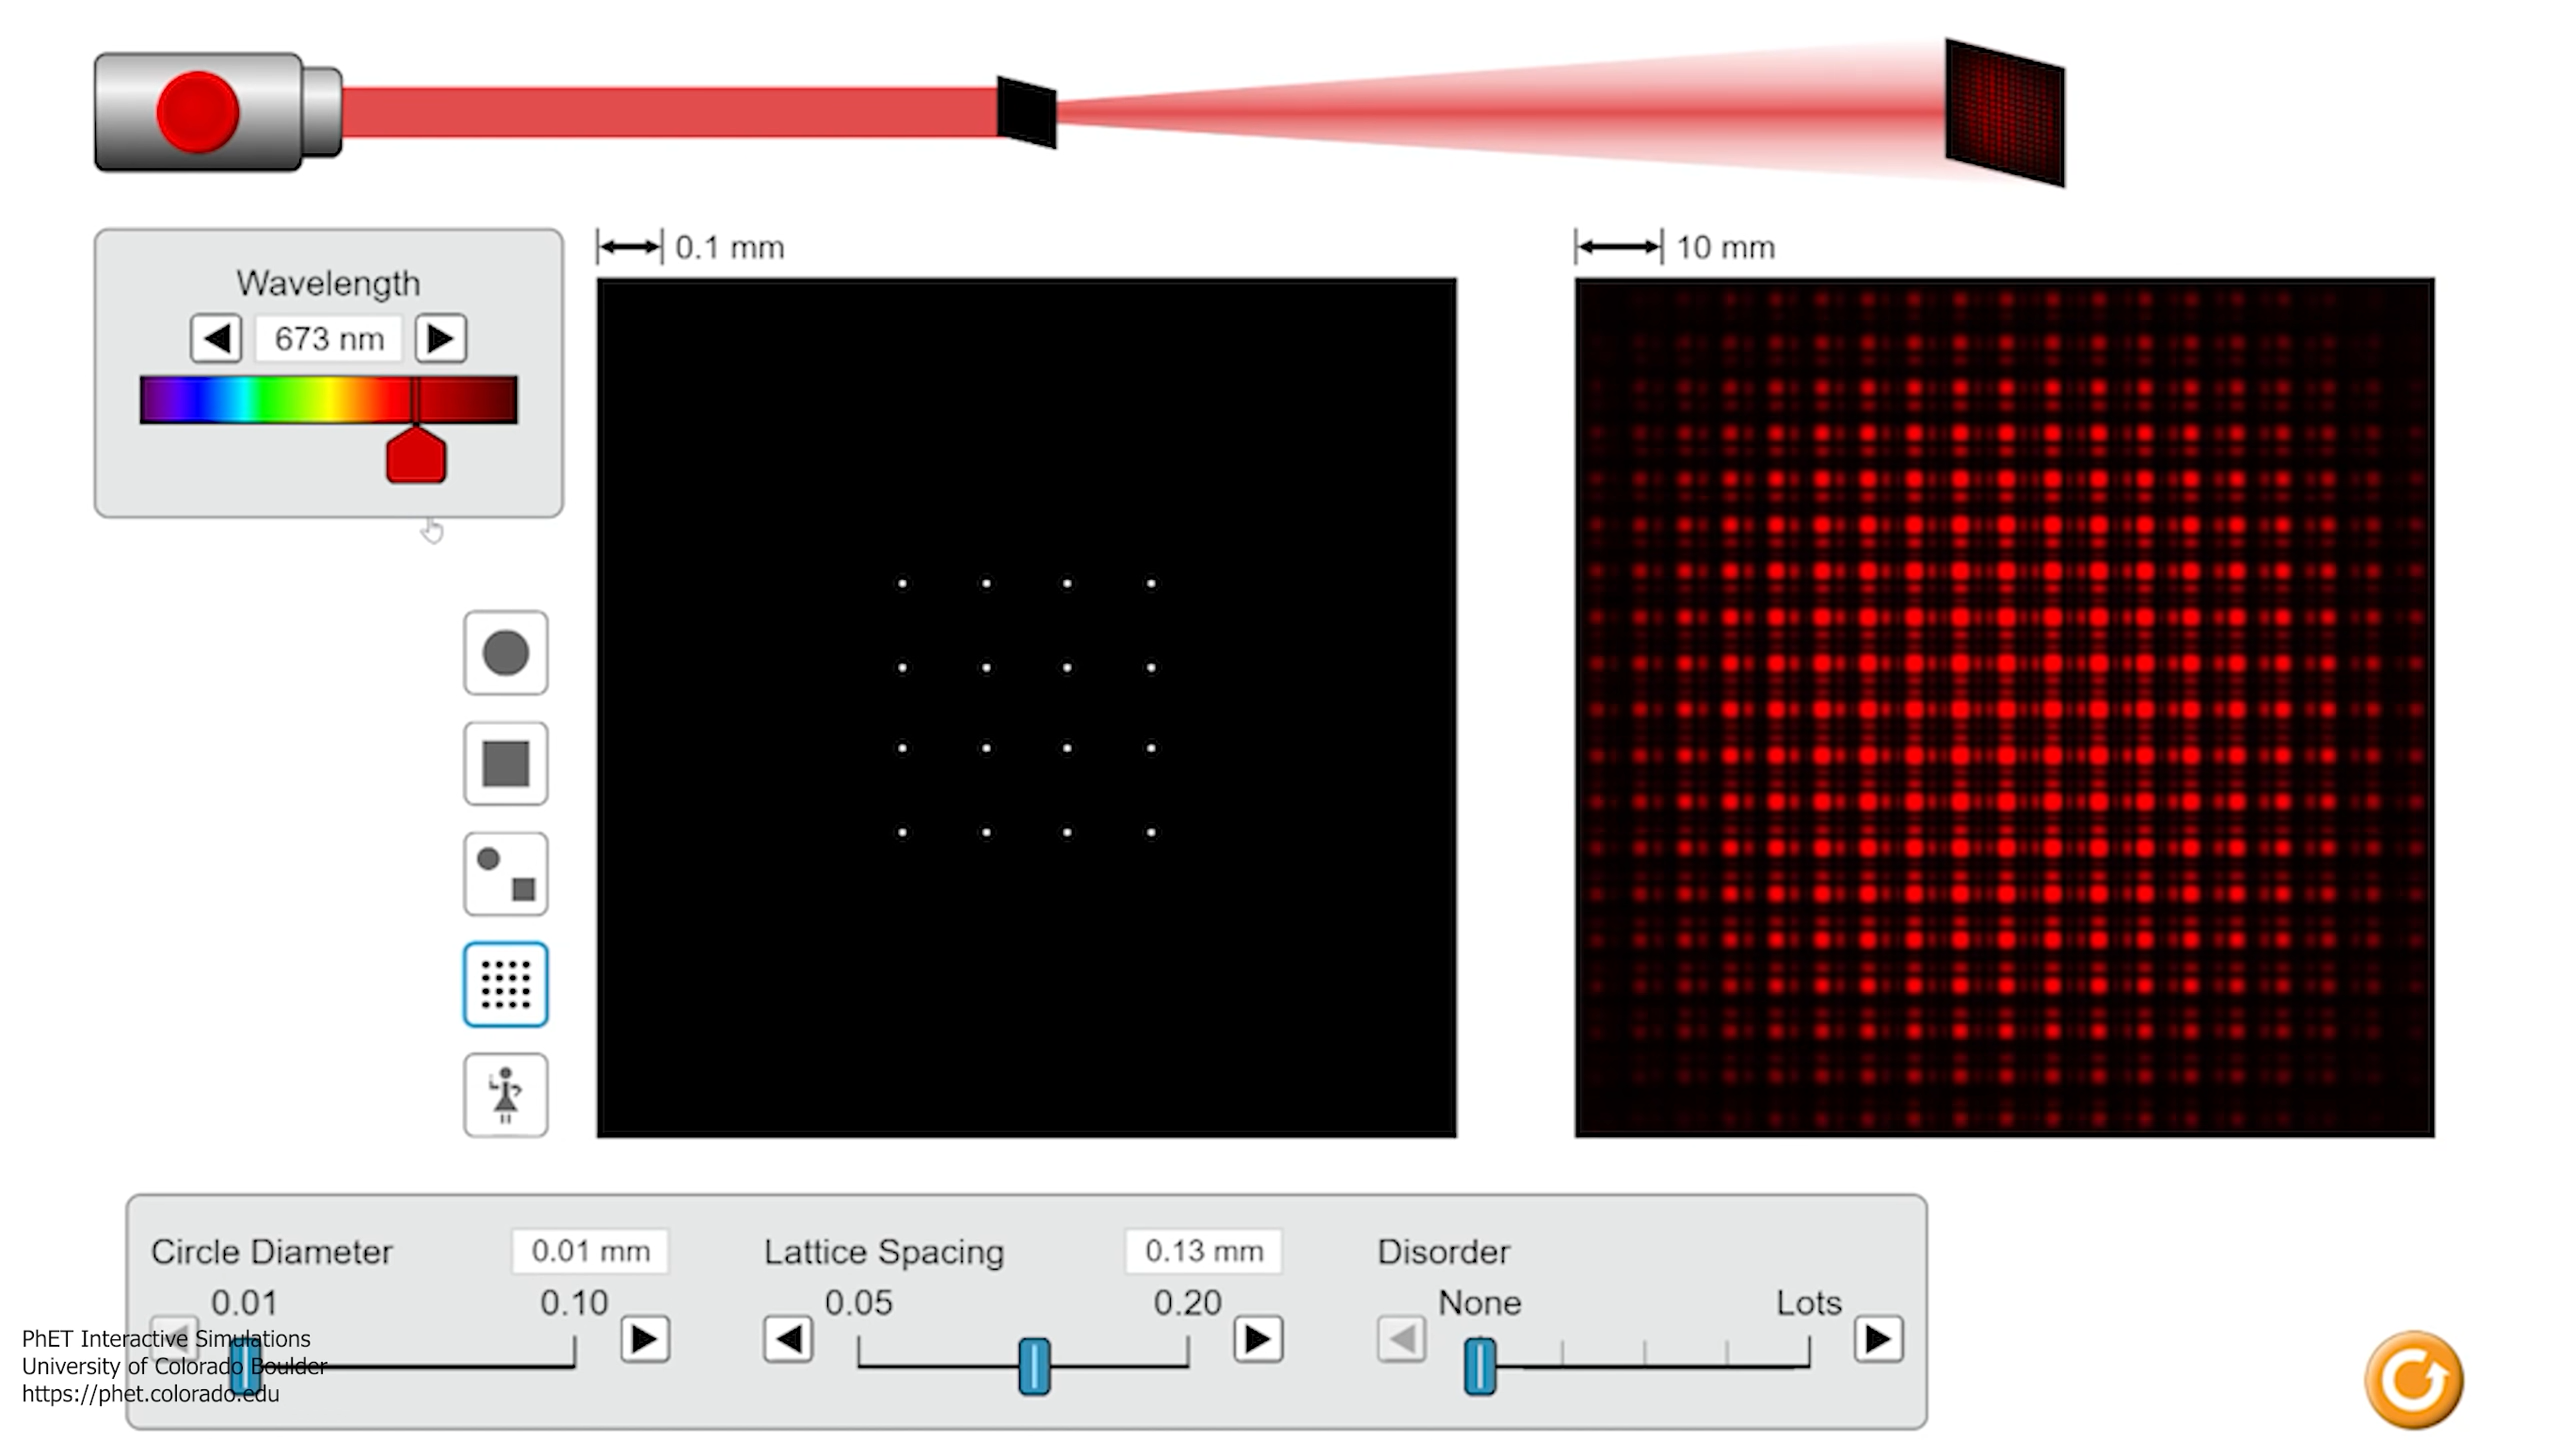 0.1 mm
10 mm
Wavelength
673 nm
Circle Diameter
0.01 mm
0.01
0.10
Lattice Spacing
0.13 mm
0.05
0.20
Disorder
None
Lots
PhET Interactive Simulations
University of Colorado Boulder
https://phet.colorado.edu